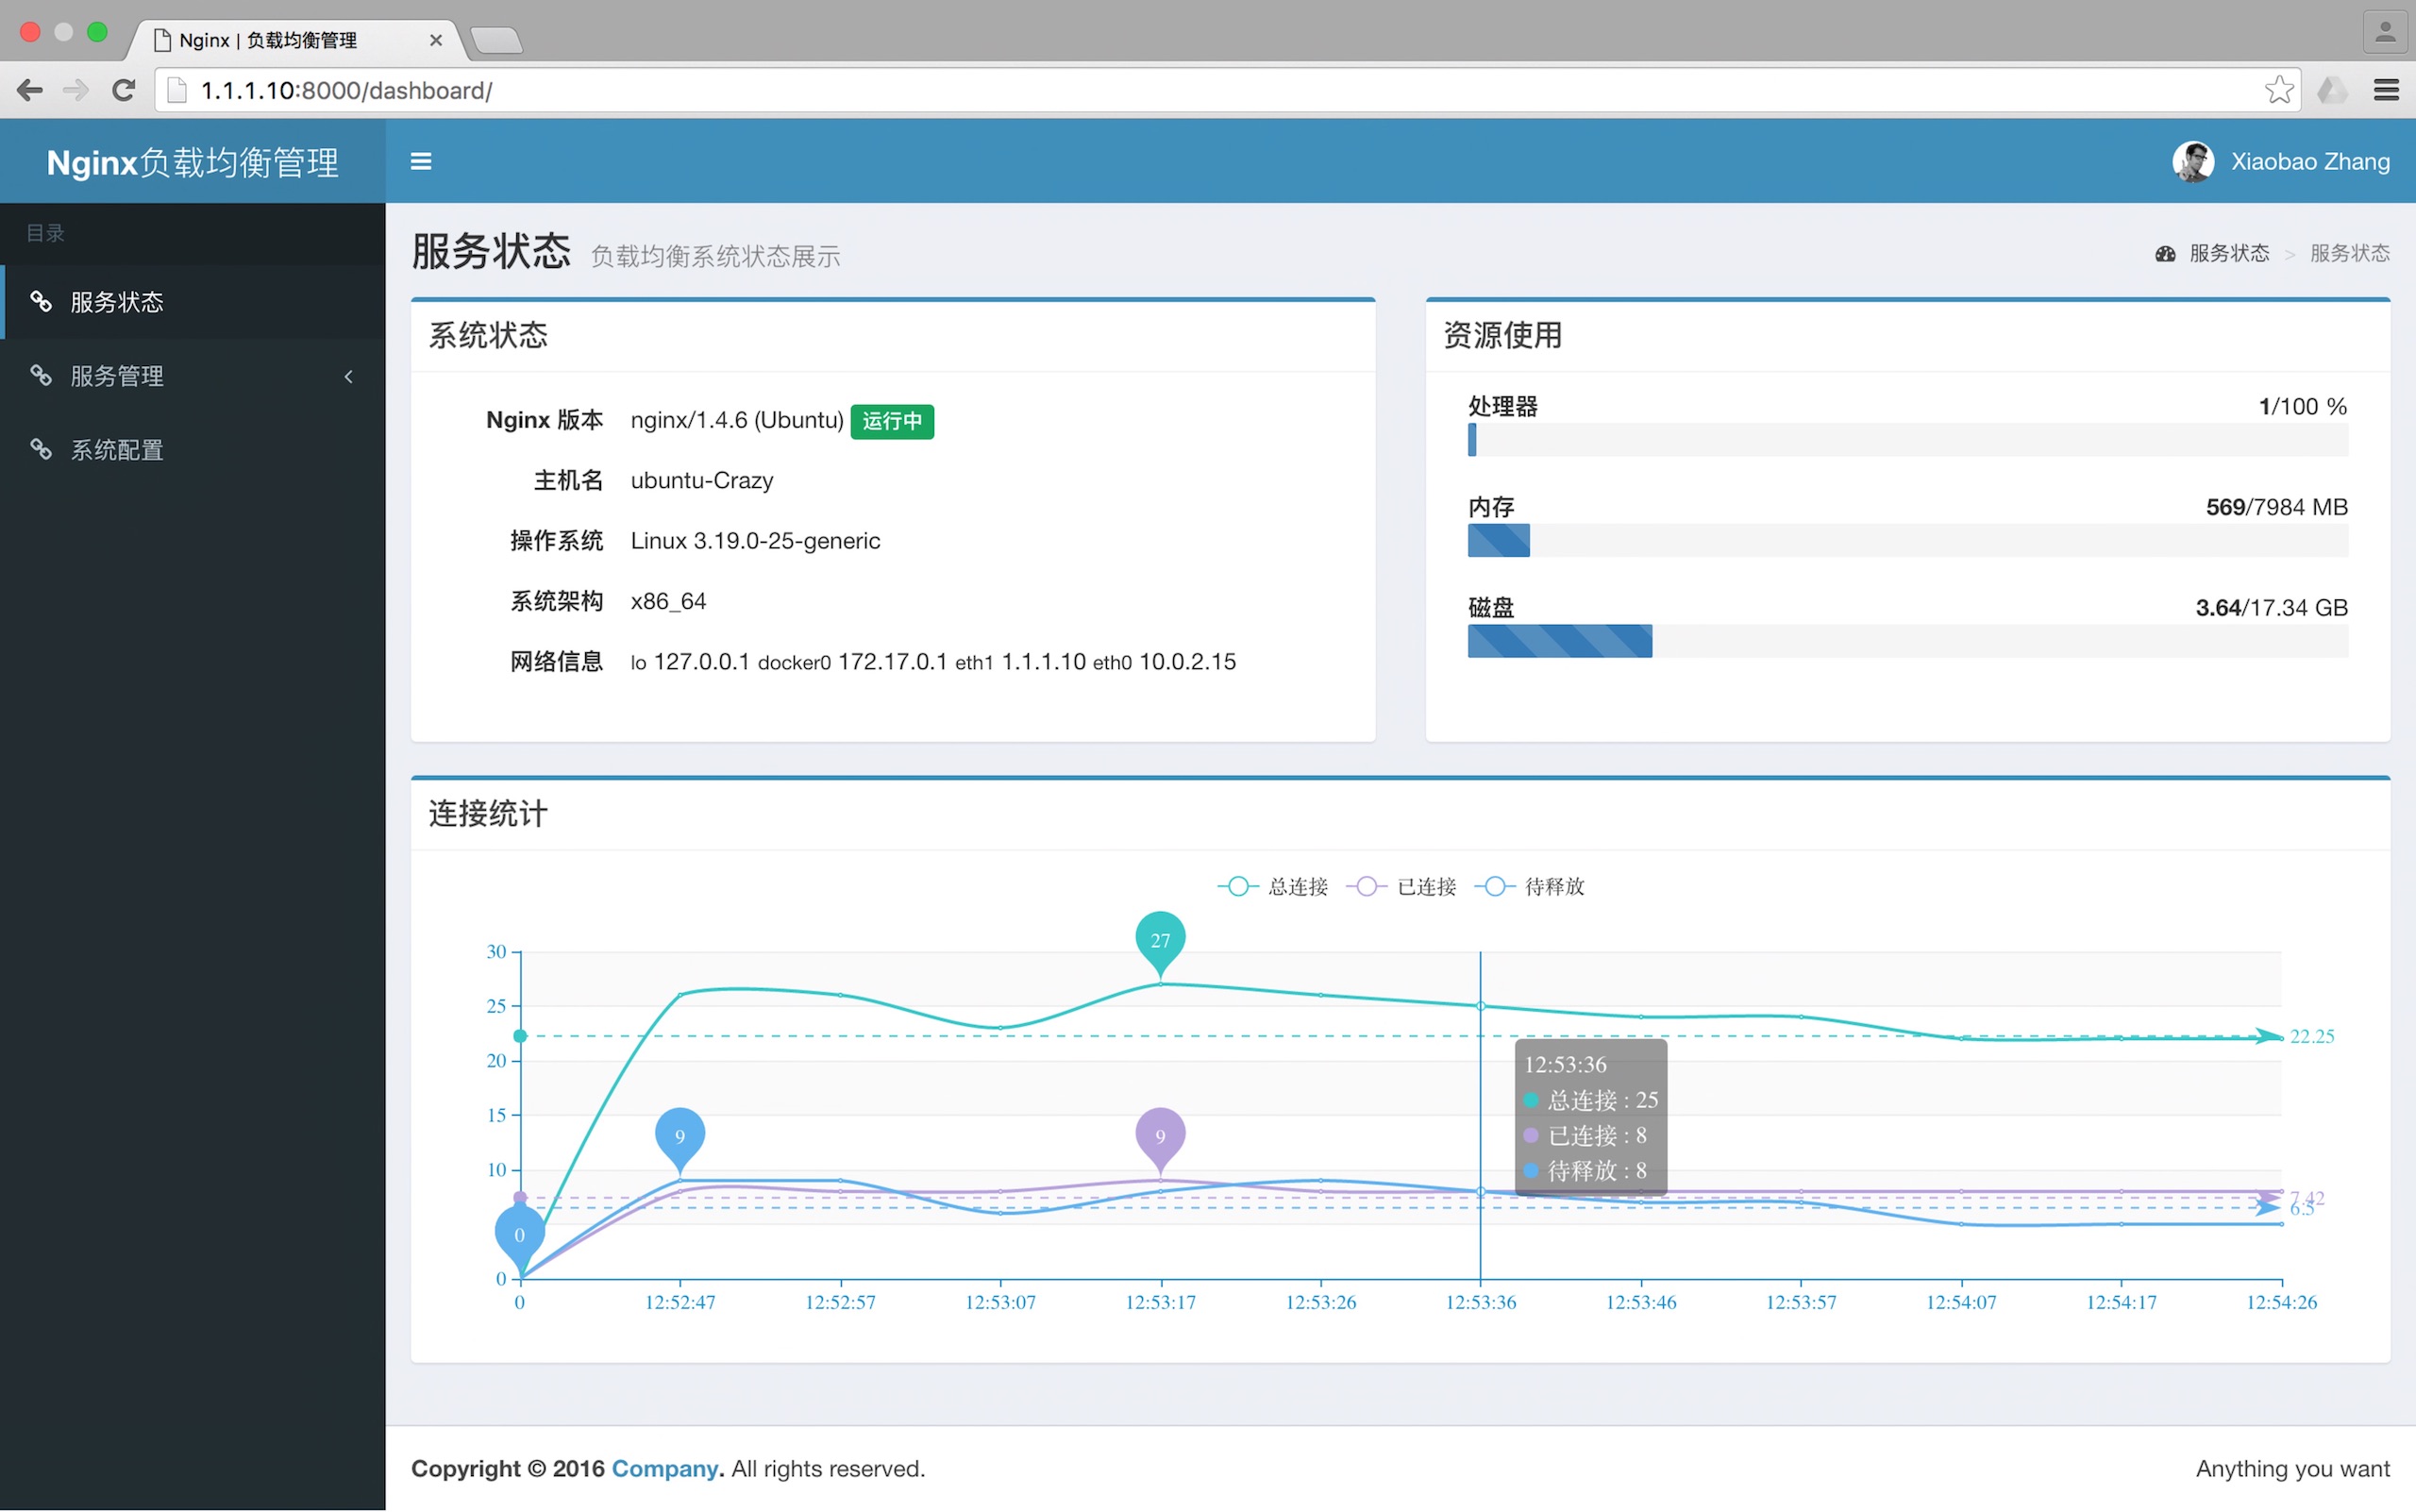 Nginx | 负载均衡管理
1.1.1.10:8000/dashboard/
Nginx负载均衡管理
Xiaobao Zhang
目录
服务状态
服务管理
系统配置
服务状态 负载均衡系统状态展示
服务状态 > 服务状态
系统状态
Nginx 版本 nginx/1.4.6 (Ubuntu) 运行中
主机名 ubuntu-Crazy
操作系统 Linux 3.19.0-25-generic
系统架构 x86_64
网络信息 lo 127.0.0.1 docker0 172.17.0.1 eth1 1.1.1.10 eth0 10.0.2.15
资源使用
处理器 1/100 %
内存 569/7984 MB
磁盘 3.64/17.34 GB
连接统计
总连接 已连接 待释放
27
30
25
22.25
20
12:53:36
总连接 : 25
15
9 9
已连接 : 8
10
待释放 : 8
7.42
6.5
0
0
0 12:52:47 12:52:57 12:53:07 12:53:17 12:53:26 12:53:36 12:53:46 12:53:57 12:54:07 12:54:17 12:54:26
Copyright © 2016 Company. All rights reserved.
Anything you want